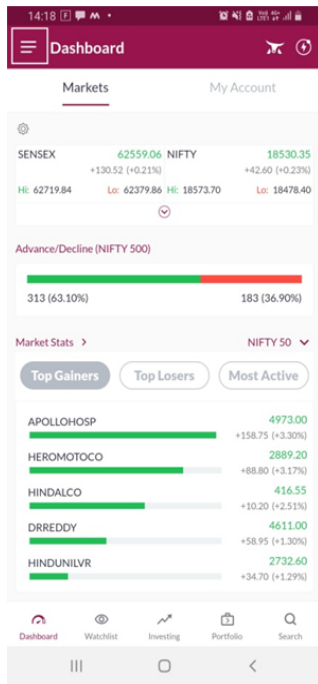 14:18
Dashboard
Markets My Account
SENSEX 62559.06 NIFTY 18530.35
+130.52 (+0.21%) +42.60 (+0.23%)
Hi: 62719.84 Lo: 62379.86 Hi: 18573.70 Lo: 18478.40
Advance/Decline (NIFTY 500)
313 (63.10%) 183 (36.90%)
Market Stats > NIFTY 50
Top Gainers Top Losers Most Active
APOLLOHOSP 4973.00
+158.75 (+3.30%)
HEROMOTOCO 2889.20
+88.80 (+3.17%)
HINDALCO 416.55
+10.20 (+2.51%)
DRREDDY 4611.00
+58.95 (+1.30%)
HINDUNILVR 2732.60
+34.70 (+1.29%)
Dashboard Watchlist Investing Portfolio Search